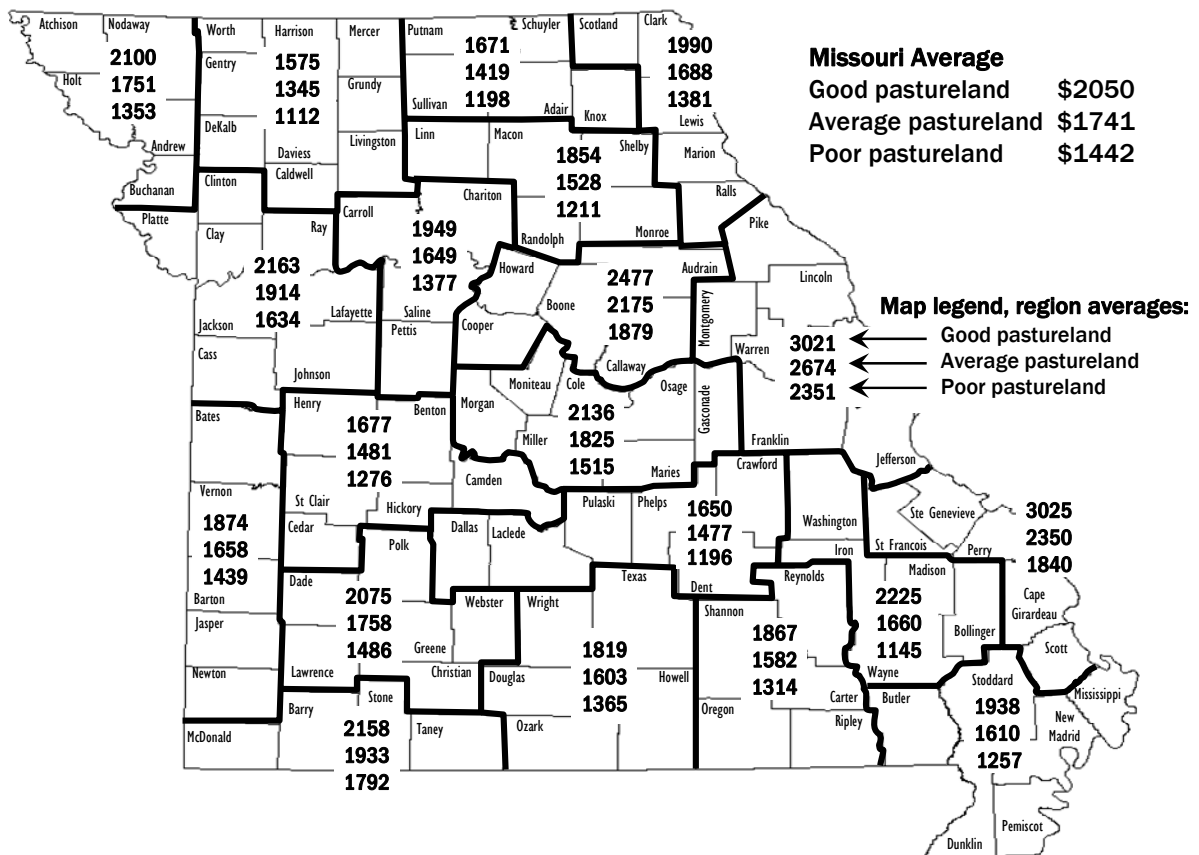 Missouri Average
Good pastureland $2050
Average pastureland $1741
Poor pastureland $1442
Map legend, region averages:
Good pastureland
Average pastureland
Poor pastureland
Atchison
Nodaway
2100
1751
1353
Holt
Andrew
Buchanan
Worth
Harrison
Mercer
Gentry
1575
1345
1112
Grundy
DeKalb
Daviess
Livingston
Caldwell
Putnam
Schuyler
1671
1419
1198
Sullivan
Adair
Scotland
Clark
1990
1688
1381
Knox
Lewis
Marion
Ralls
Linn
Macon
Shelby
1854
1528
1211
Randolph
Monroe
Clinton
Platte
Clay
Ray
2163
1914
1634
Lafayette
Jackson
Cass
Johnson
Carroll
Chariton
1949
1649
1377
Saline
Pettis
Howard
Audrain
Boone
2477
2175
1879
Cooper
Callaway
Pike
Lincoln
Montgomery
Warren
3021
2674
2351
Franklin
Jefferson
Moniteau
Cole
Osage
Gasconade
Morgan
2136
1825
1515
Miller
Maries
Camden
Henry
Benton
1677
1481
1276
St Clair
Hickory
Cedar
Bates
Vernon
1874
1658
1439
Barton
Jasper
Newton
Polk
Dade
2075
1758
1486
Greene
Webster
Lawrence
Christian
Dallas
Laclede
Pulaski
Phelps
Crawford
1650
1477
1196
Dent
Washington
Iron
Ste Genevieve
St Francois
Perry
3025
2350
1840
Cape
Girardeau
Scott
Madison
2225
1660
1145
Bollinger
Wayne
Texas
Wright
1819
1603
1365
Douglas
Howell
Ozark
Reynolds
Shannon
1867
1582
1314
Carter
Oregon
Ripley
Barry
Stone
Taney
McDonald
2158
1933
1792
Butler
Stoddard
Mississippi
1938
1610
1257
New
Madrid
Pemiscot
Dunklin